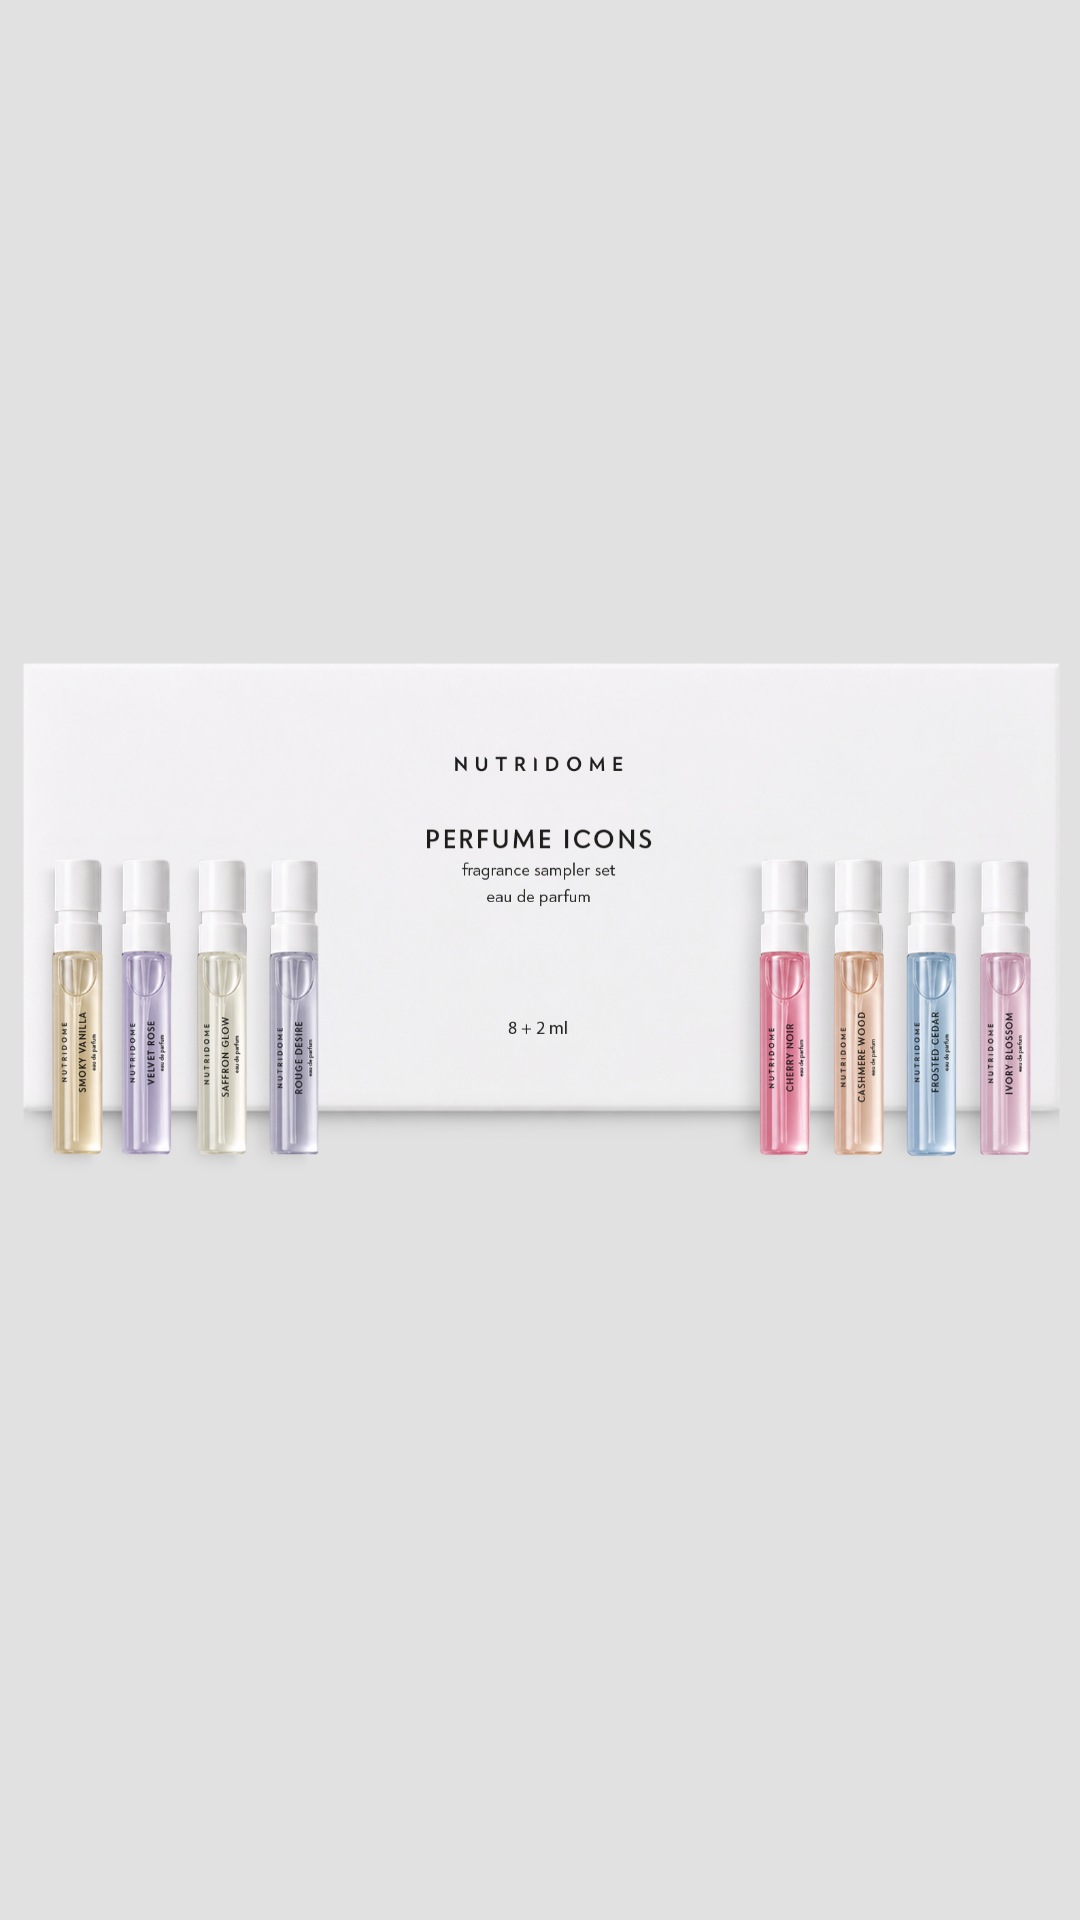 NUTRIDOME
PERFUME ICONS
fragrance sampler set
eau de parfum
8 + 2 ml
NUTRIDOME
SMOKY VANILLA
eau de parfum
NUTRIDOME
VELVET ROSE
eau de parfum
NUTRIDOME
SAFFRON GLOW
eau de parfum
NUTRIDOME
ROUGE DESIRE
eau de parfum
NUTRIDOME
CHERRY NOIR
eau de parfum
NUTRIDOME
CASHMERE WOOD
eau de parfum
NUTRIDOME
FROSTED CEDAR
eau de parfum
NUTRIDOME
IVORY BLOSSOM
eau de parfum